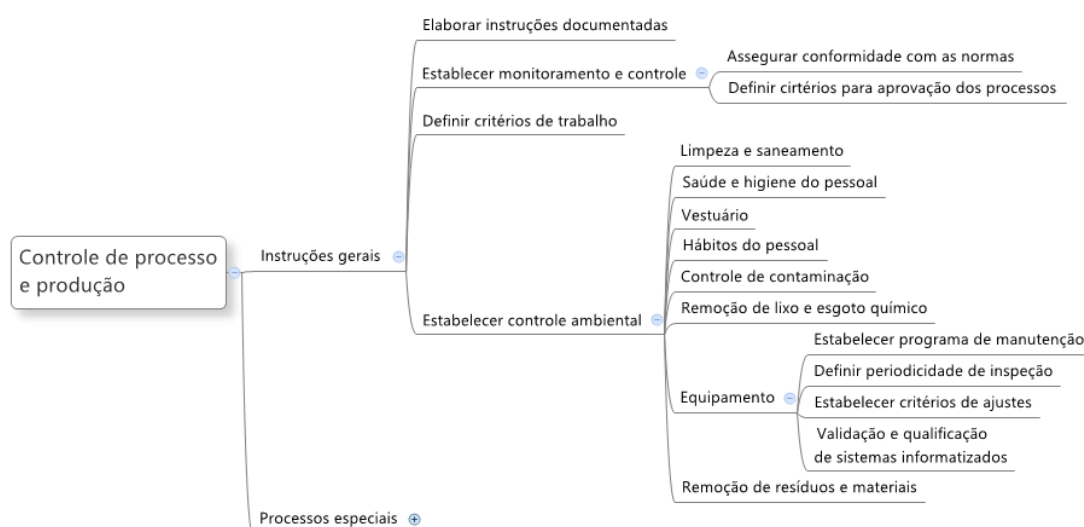 Elaborar instruções documentadas
Assegurar conformidade com as normas
Establecer monitoramento e controle
Definir cirtérios para aprovação dos processos
Definir critérios de trabalho
Limpeza e saneamento
Saúde e higiene do pessoal
Vestuário
Hábitos do pessoal
Controle de processo
e produção
Instruções gerais
Controle de contaminação
Remoção de lixo e esgoto químico
Estabelecer controle ambiental
Estabelecer programa de manutenção
Definir periodicidade de inspeção
Equipamento
Estabelecer critérios de ajustes
Validação e qualificação
de sistemas informatizados
Remoção de resíduos e materiais
Processos especiais